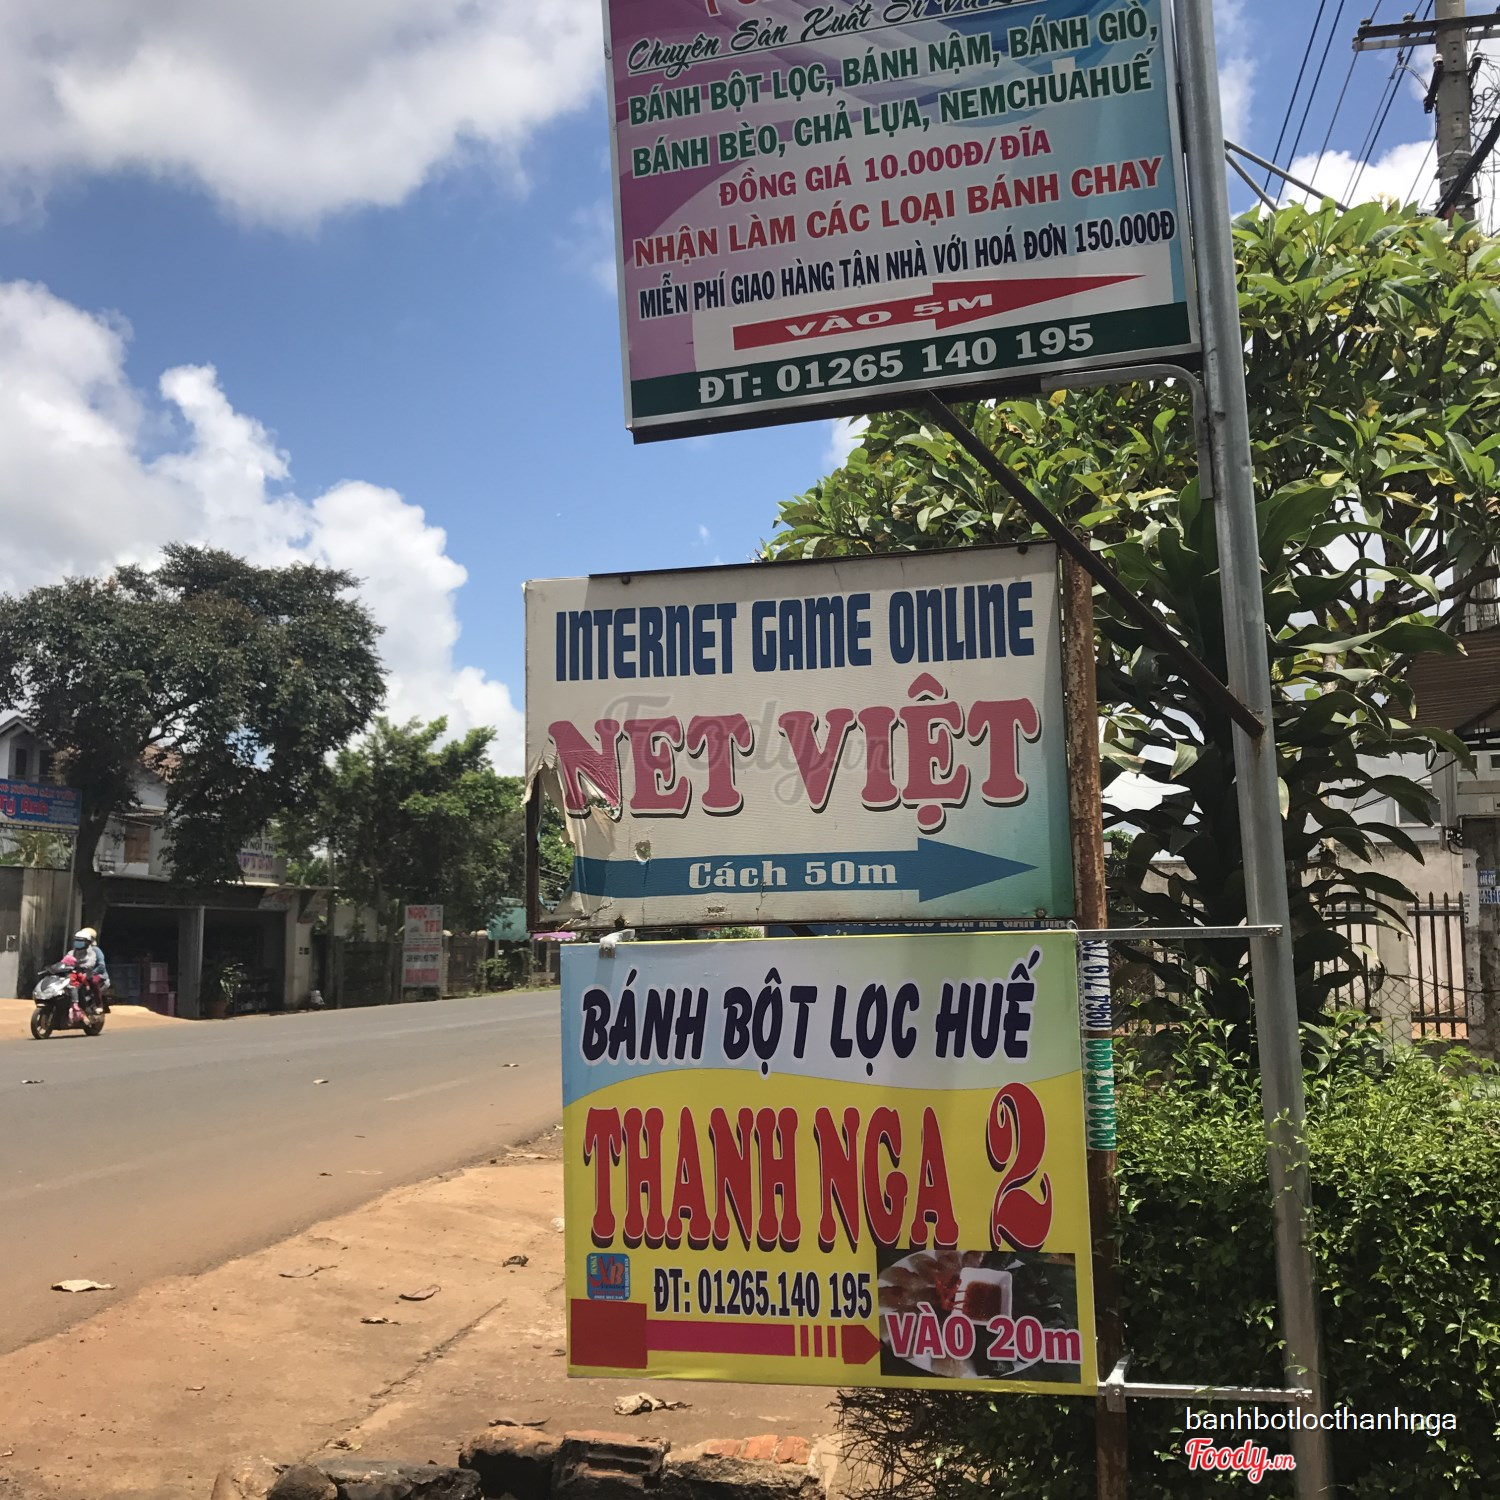 Chuyên Sản Xuất Sỉ Và
BÁNH BỘT LỌC, BÁNH NẬM, BÁNH GIÒ,
BÁNH BÈO, CHẢ LỤA, NEMCHUAHUẾ
ĐỒNG GIÁ 10.000Đ/ĐĨA
NHẬN LÀM CÁC LOẠI BÁNH CHAY
MIỄN PHÍ GIAO HÀNG TẬN NHÀ VỚI HOÁ ĐƠN 150.000Đ
VÀO 5M
ĐT: 01265 140 195
INTERNET GAME ONLINE
NET VIỆT
Foody.vn
Cách 50m
BÁNH BỘT LỌC HUẾ
THANH NGA 2
ĐT: 01265.140 195
VÀO 20m
banhbotlocthanhnga
Foody.vn